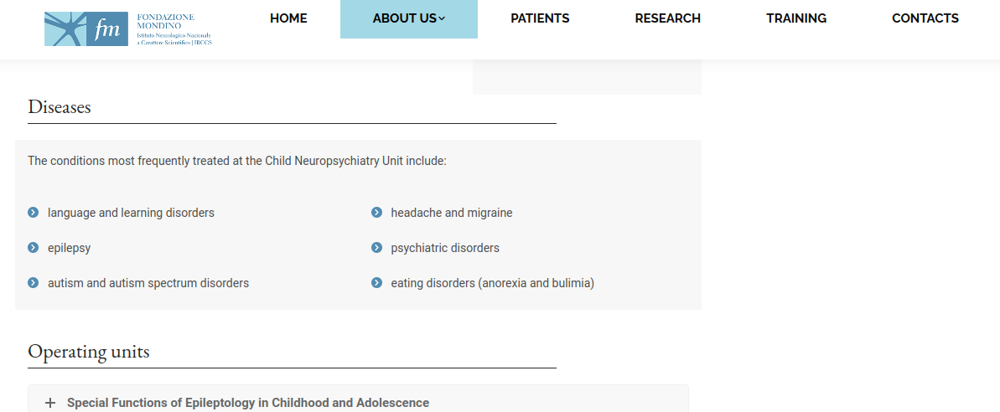 fm
FONDAZIONE
MONDINO
Istituto Neurologico Nazionale
a Carattere Scientifico | IRCCS
HOME
ABOUT US
PATIENTS
RESEARCH
TRAINING
CONTACTS
Diseases
The conditions most frequently treated at the Child Neuropsychiatry Unit include:
language and learning disorders
headache and migraine
epilepsy
psychiatric disorders
autism and autism spectrum disorders
eating disorders (anorexia and bulimia)
Operating units
+ Special Functions of Epileptology in Childhood and Adolescence